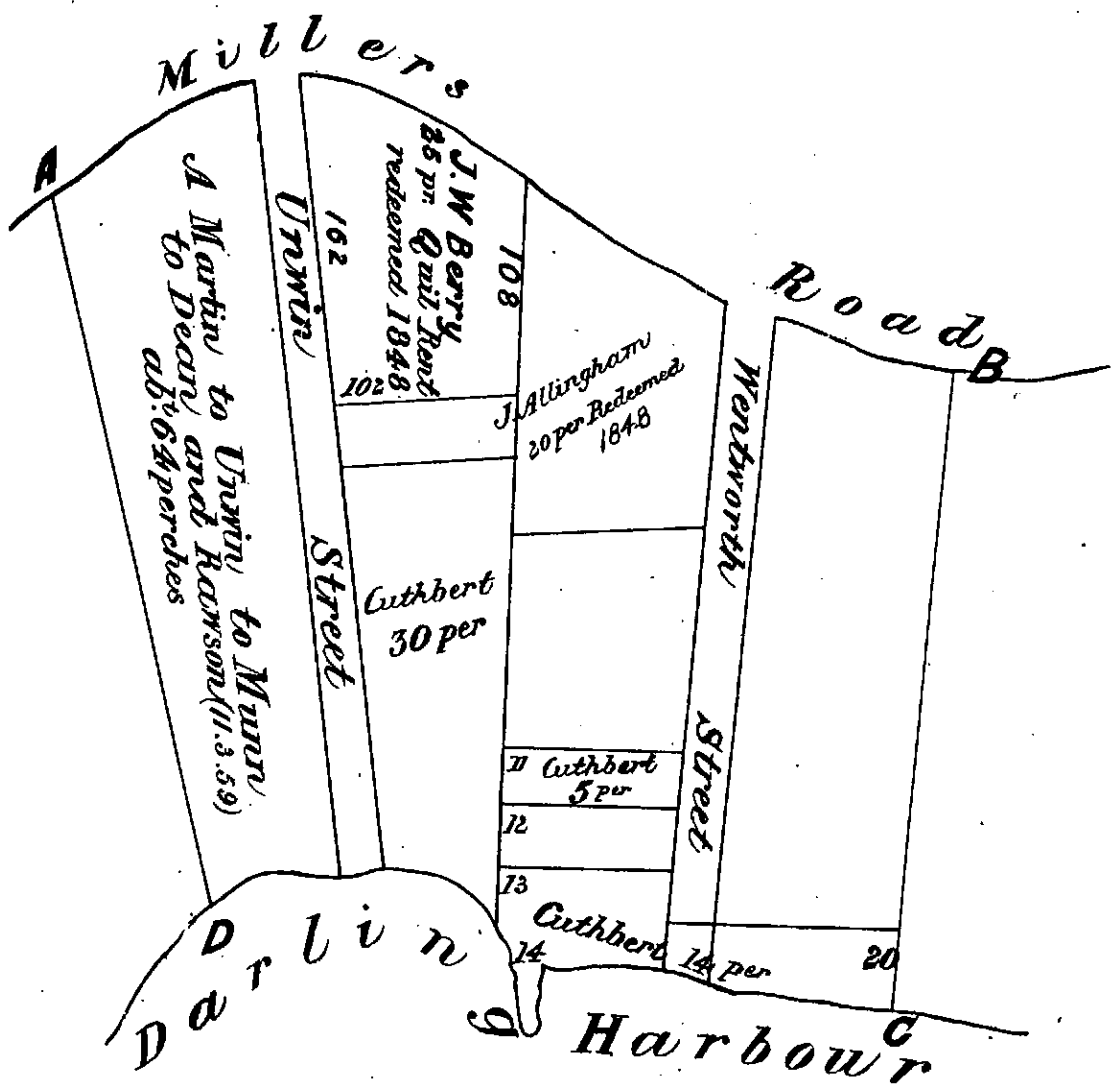 Millers Road
A
B
A Martin to Unwin to Munn
to Dean and Rawson (11.3.59)
abt. 64 perches
Unwin Street
162
J. W Berry
25 pr. Quit Rent
redeemed 1848
108
102
J. Allingham
20 per Redeemed
1848
Wentworth Street
Cuthbert
30 per
11 Cuthbert
5 per
12
13
Cuthbert 14 per
14
20
D
C
Darling Harbour